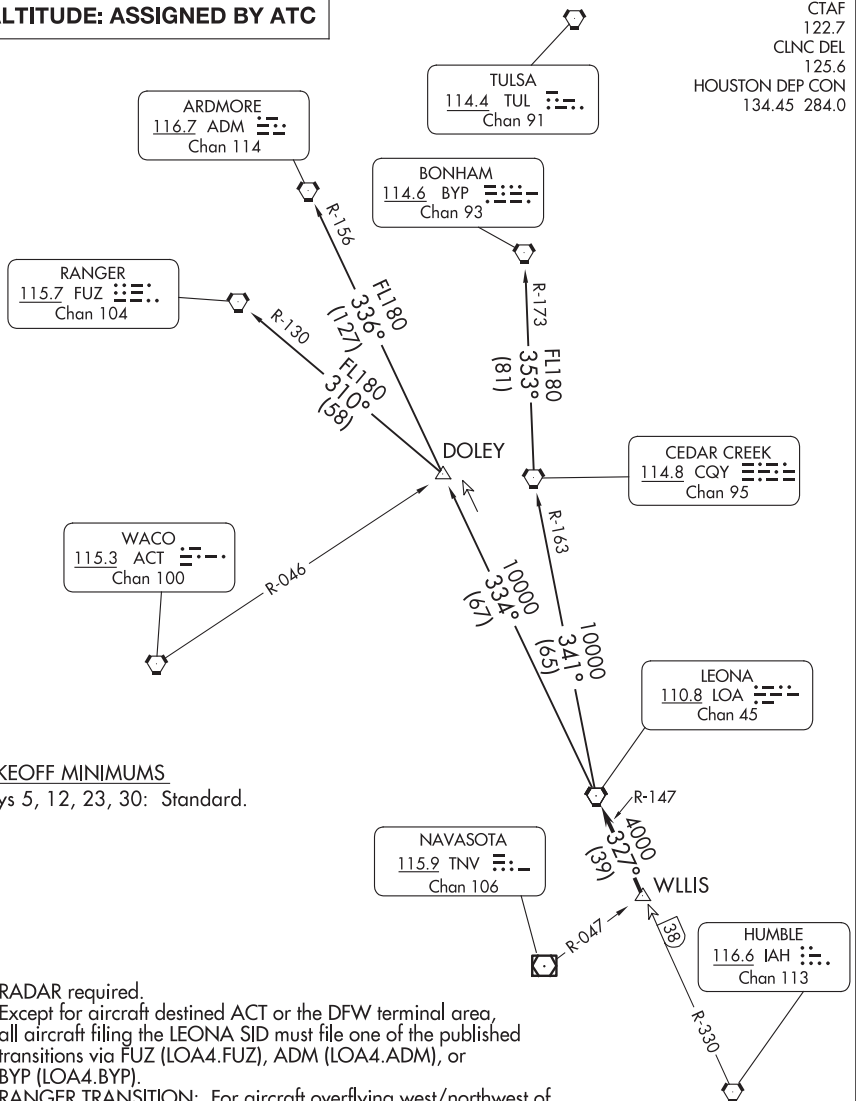 ALTITUDE: ASSIGNED BY ATC
CTAF
122.7
CLNC DEL
125.6
HOUSTON DEP CON
134.45 284.0
TULSA
114.4 TUL
Chan 91
ARDMORE
116.7 ADM
Chan 114
BONHAM
114.6 BYP
Chan 93
RANGER
115.7 FUZ
Chan 104
R-156
FL180
336°
(127)
R-130
FL180
310°
(58)
R-173
FL180
353°
(81)
DOLEY
CEDAR CREEK
114.8 CQY
Chan 95
WACO
115.3 ACT
Chan 100
R-046
R-163
10000
334°
(67)
10000
341°
(65)
LEONA
110.8 LOA
Chan 45
KEOFF MINIMUMS
ys 5, 12, 23, 30: Standard.
R-147
4000
327°
(39)
NAVASOTA
115.9 TNV
Chan 106
WLLIS
R-047
38
HUMBLE
116.6 IAH
Chan 113
R-330
RADAR required.
Except for aircraft destined ACT or the DFW terminal area,
all aircraft filing the LEONA SID must file one of the published
transitions via FUZ (LOA4.FUZ), ADM (LOA4.ADM), or
BYP (LOA4.BYP).
RANGER TRANSITION: For aircraft overflying west/northwest of